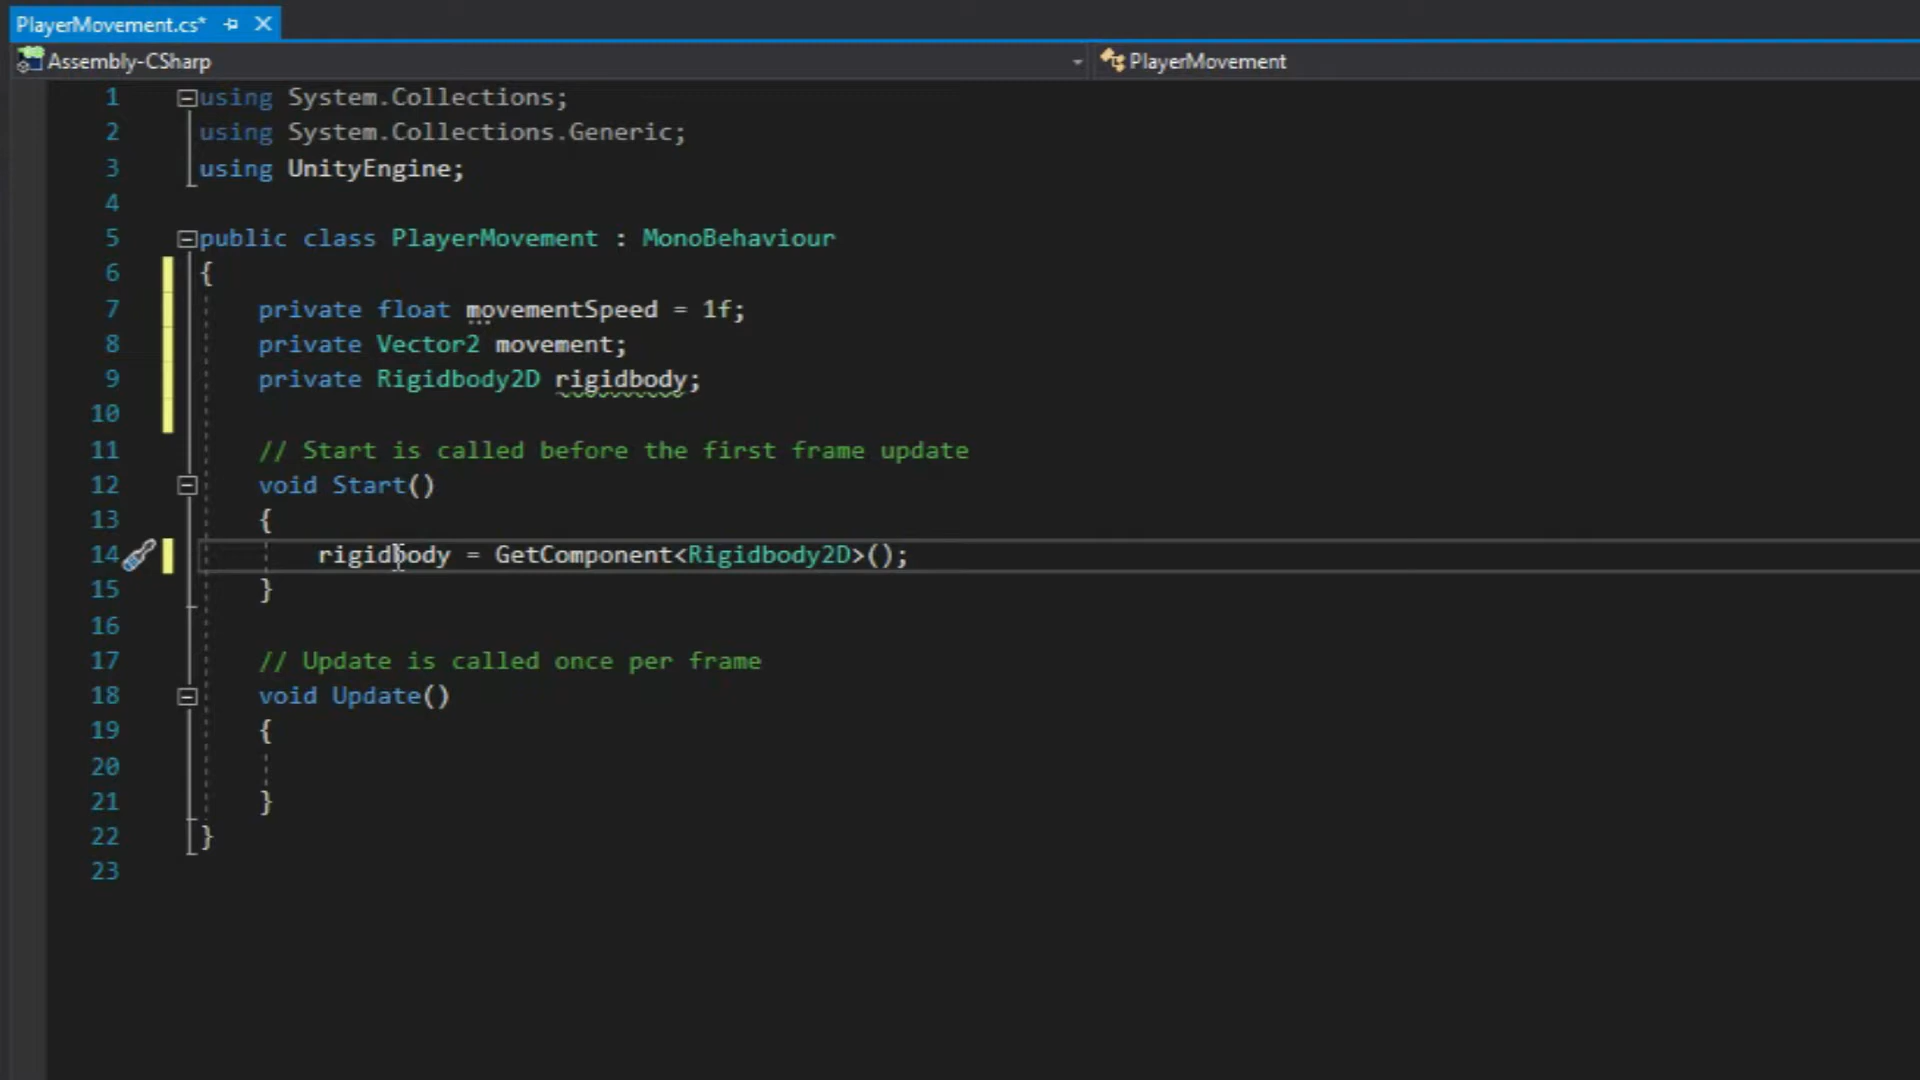 PlayerMovement.cs*
Assembly-CSharp PlayerMovement
1 using System.Collections;
2 using System.Collections.Generic;
3 using UnityEngine;
4
5 public class PlayerMovement : MonoBehaviour
6 {
7 private float movementSpeed = 1f;
8 private Vector2 movement;
9 private Rigidbody2D rigidbody;
10
11 // Start is called before the first frame update
12 void Start()
13 {
14 rigidbody = GetComponent<Rigidbody2D>();
15 }
16
17 // Update is called once per frame
18 void Update()
19 {
20
21 }
22 }
23